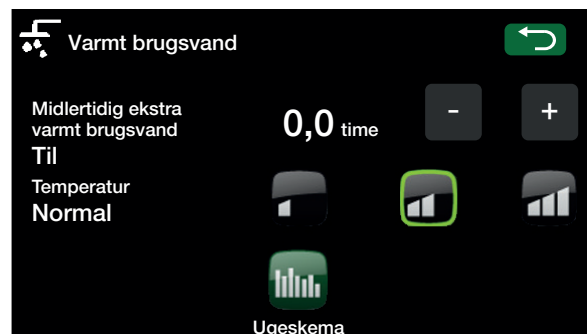 Varmt brugsvand
Midlertidig ekstra
varmt brugsvand
0,0 time
-
+
Til
Temperatur
Normal
Ugeskema